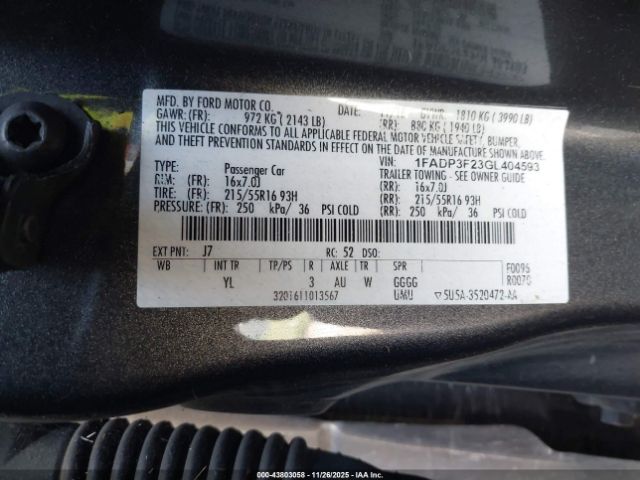 MFD. BY FORD MOTOR CO. DATE: GVWR: 1810 KG ( 3990 LB)
GAWR: (FR): 972 KG ( 2143 LB) (RR): 880 KG ( 1940 LB)
THIS VEHICLE CONFORMS TO ALL APPLICABLE FEDERAL MOTOR VEHICLE SAFETY, BUMPER,
AND THEFT PREVENTION STANDARDS IN EFFECT ON THE DATE OF MANUFACTURE SHOWN ABOVE.
VIN: 1FADP3F23GL404593
TYPE: Passenger Car TRAILER TOWING - SEE OWNER GUIDE
RIM: (FR): 16x7.0J (RR): 16x7.0J
TIRE: (FR): 215/55R16 93H (RR): 215/55R16 93H
PRESSURE: (FR): 250 kPa/ 36 PSI COLD (RR): 250 kPa/ 36 PSI COLD
EXT PNT: J7 RC: 52 DSO: F0095
WB INT TR TP/PS R AXLE TR SPR R0070
YL 3 AU W GGGG
3201611013567 UMU ▽5U5A-3520472-AA
000-43803058 - 11/26/2025 - IAAI.COM